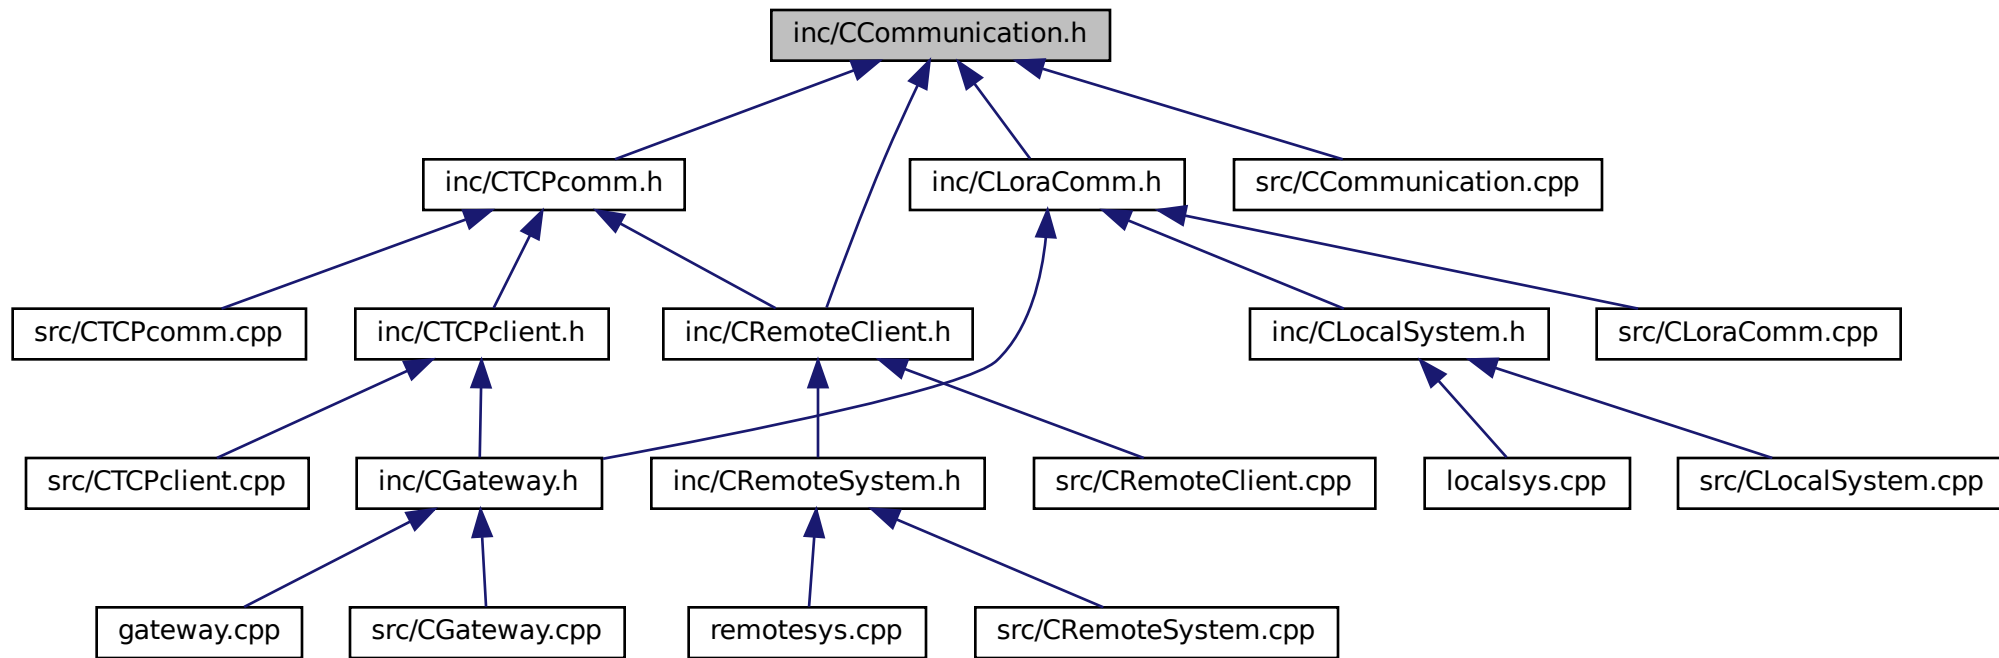 inc/CCommunication.h
inc/CTCPcomm.h
inc/CLoraComm.h
src/CCommunication.cpp
src/CTCPcomm.cpp
inc/CTCPclient.h
inc/CRemoteClient.h
inc/CLocalSystem.h
src/CLoraComm.cpp
src/CTCPclient.cpp
inc/CGateway.h
inc/CRemoteSystem.h
src/CRemoteClient.cpp
localsys.cpp
src/CLocalSystem.cpp
gateway.cpp
src/CGateway.cpp
remotesys.cpp
src/CRemoteSystem.cpp